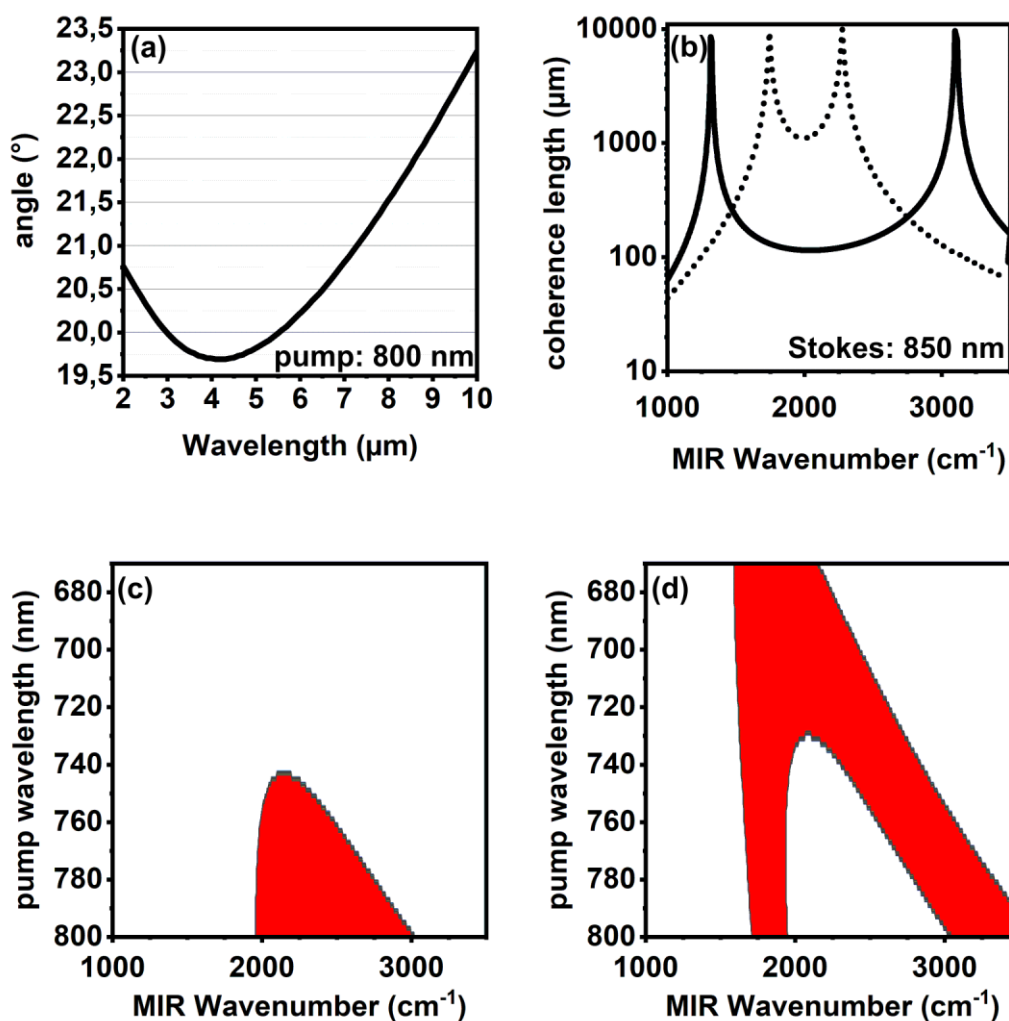 (a)
23,5
23,0
22,5
22,0
21,5
21,0
20,5
20,0
19,5
angle (°)
pump: 800 nm
2 3 4 5 6 7 8 9 10
Wavelength (µm)
(b)
10000
1000
100
10
coherence length (µm)
Stokes: 850 nm
1000 2000 3000
MIR Wavenumber (cm-1)
(c)
680
700
720
740
760
780
800
pump wavelength (nm)
1000 2000 3000
MIR Wavenumber (cm-1)
(d)
680
700
720
740
760
780
800
pump wavelength (nm)
1000 2000 3000
MIR Wavenumber (cm-1)